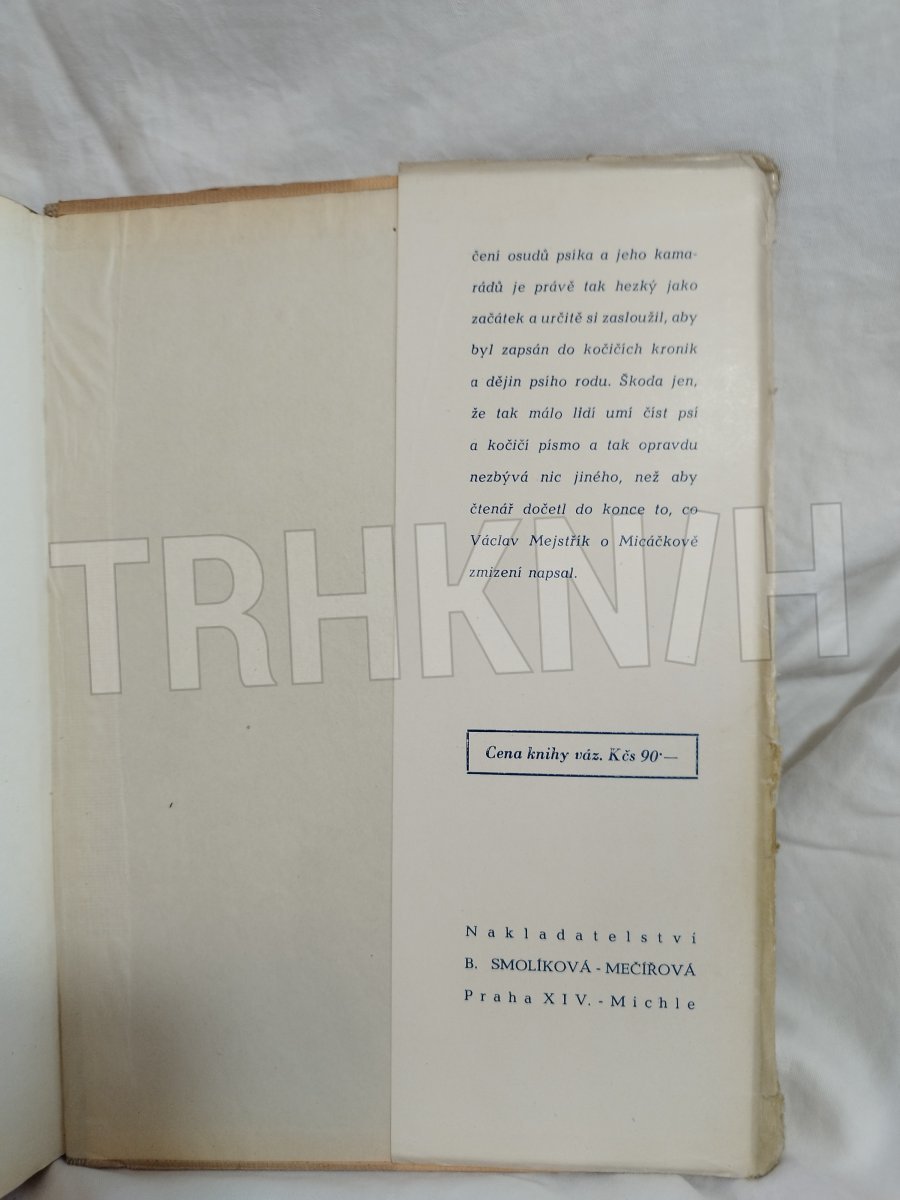 čení osudů psíka a jeho kama-
rádů je právě tak hezký jako
začátek a určitě si zasloužil, aby
byl zapsán do kočičích kronik
a dějin psího rodu. Škoda jen,
že tak málo lidí umí číst psí
a kočičí písmo a tak opravdu
nezbývá nic jiného, než aby
čtenář dočetl do konce to, co
Václav Mejstřík o Micáčkově
zmizení napsal.
TRHKNIH
Cena knihy váz. Kčs 90·—
Nakladatelství
B. SMOLÍKOVÁ - MEČÍŘOVÁ
Praha XIV. - Michle